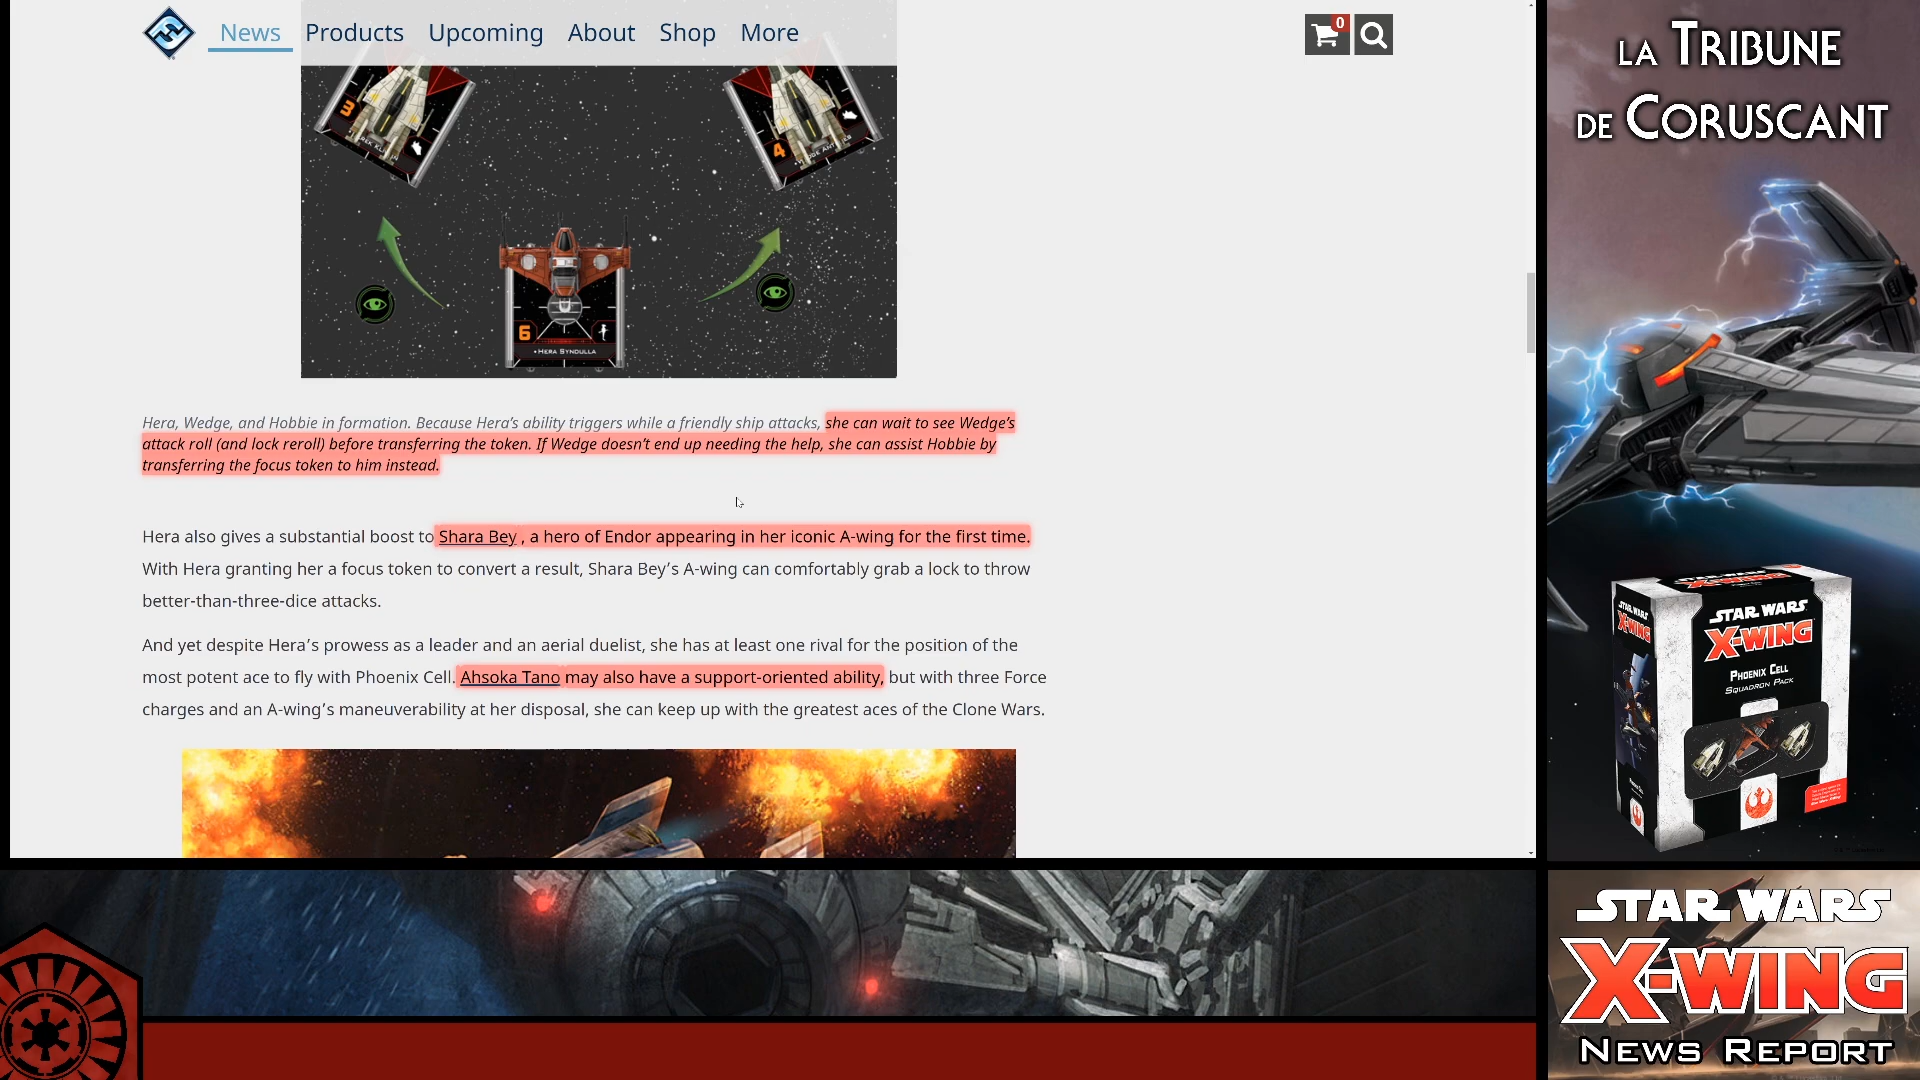 News Products Upcoming About Shop More
0
3
4
6
• HERA SYNDULLA
Hera, Wedge, and Hobbie in formation. Because Hera’s ability triggers while a friendly ship attacks, she can wait to see Wedge’s
attack roll (and lock reroll) before transferring the token. If Wedge doesn’t end up needing the help, she can assist Hobbie by
transferring the focus token to him instead.
Hera also gives a substantial boost to Shara Bey , a hero of Endor appearing in her iconic A-wing for the first time.
With Hera granting her a focus token to convert a result, Shara Bey’s A-wing can comfortably grab a lock to throw
better-than-three-dice attacks.
And yet despite Hera’s prowess as a leader and an aerial duelist, she has at least one rival for the position of the
most potent ace to fly with Phoenix Cell. Ahsoka Tano may also have a support-oriented ability, but with three Force
charges and an A-wing’s maneuverability at her disposal, she can keep up with the greatest aces of the Clone Wars.
LA TRIBUNE
DE CORUSCANT
STAR WARS
X-WING
PHOENIX CELL
SQUADRON PACK
STAR WARS
X-WING
STAR WARS
X-WING
NEWS REPORT